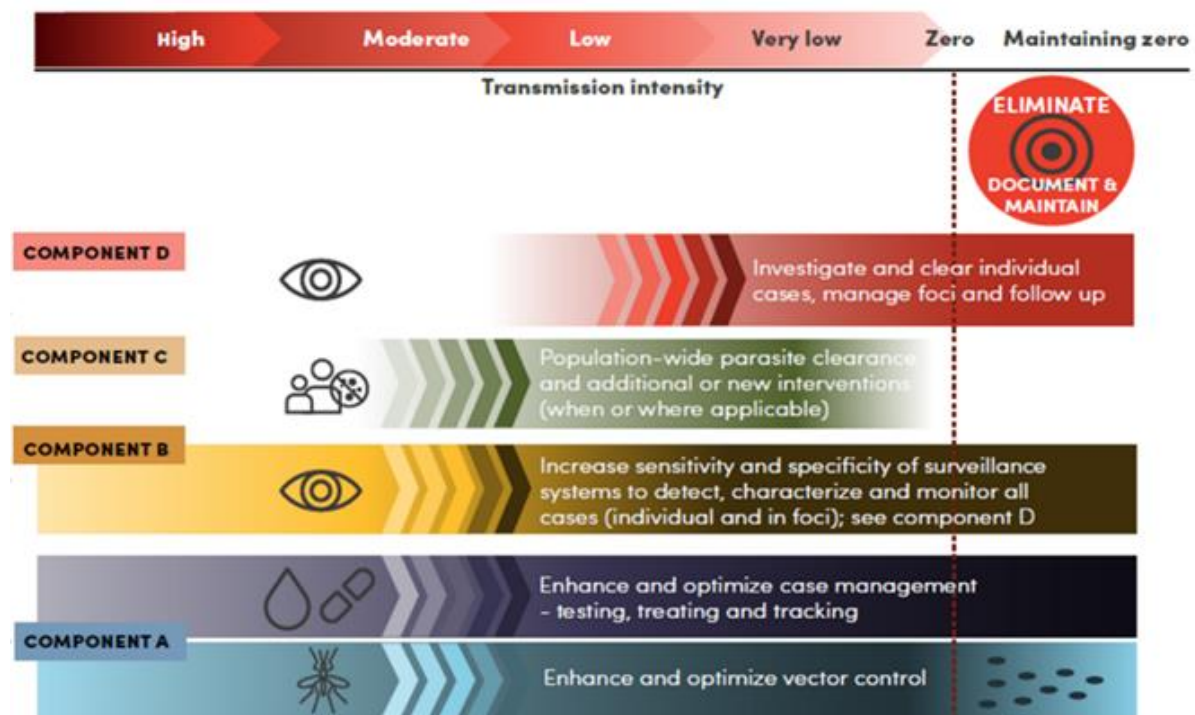 High Moderate Low Very low Zero Maintaining zero
Transmission intensity
ELIMINATE
DOCUMENT &
MAINTAIN
COMPONENT D
Investigate and clear individual
cases, manage foci and follow up
COMPONENT C
Population-wide parasite clearance
and additional or new interventions
(when or where applicable)
COMPONENT B
Increase sensitivity and specificity of surveillance
systems to detect, characterize and monitor all
cases (individual and in foci); see component D
Enhance and optimize case management
- testing, treating and tracking
COMPONENT A
Enhance and optimize vector control